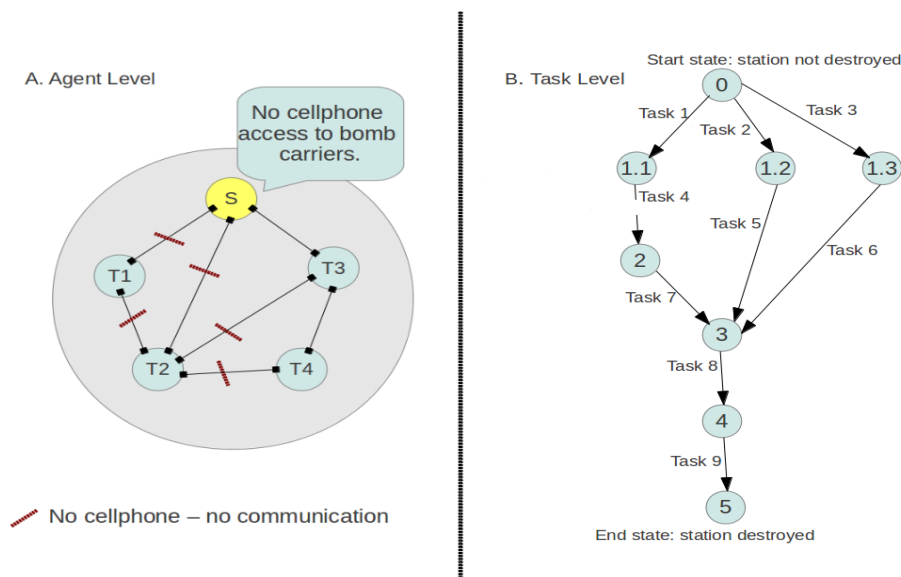 A. Agent Level
No cellphone
access to bomb
carriers.
S
T1
T3
T2
T4
No cellphone – no communication
B. Task Level
Start state: station not destroyed
0
Task 1
Task 2
Task 3
1.1
1.2
1.3
Task 4
Task 5
Task 6
2
Task 7
3
Task 8
4
Task 9
5
End state: station destroyed